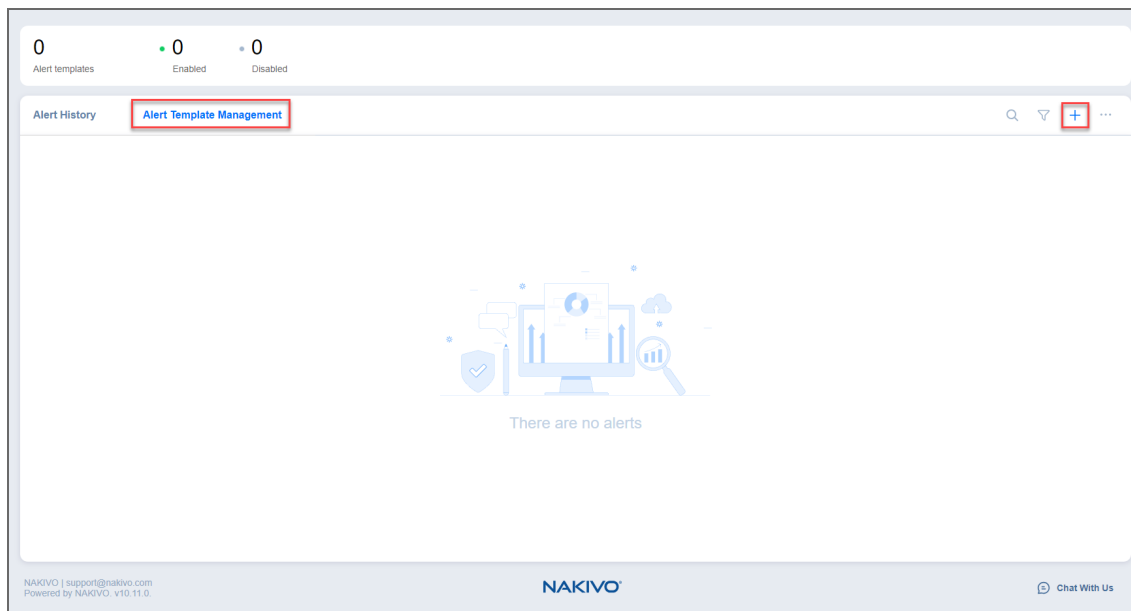 0 0 0
Alert templates Enabled Disabled
Alert History Alert Template Management
There are no alerts
NAKIVO | support@nakivo.com
Powered by NAKIVO. v10.11.0.
NAKIVO®
Chat With Us